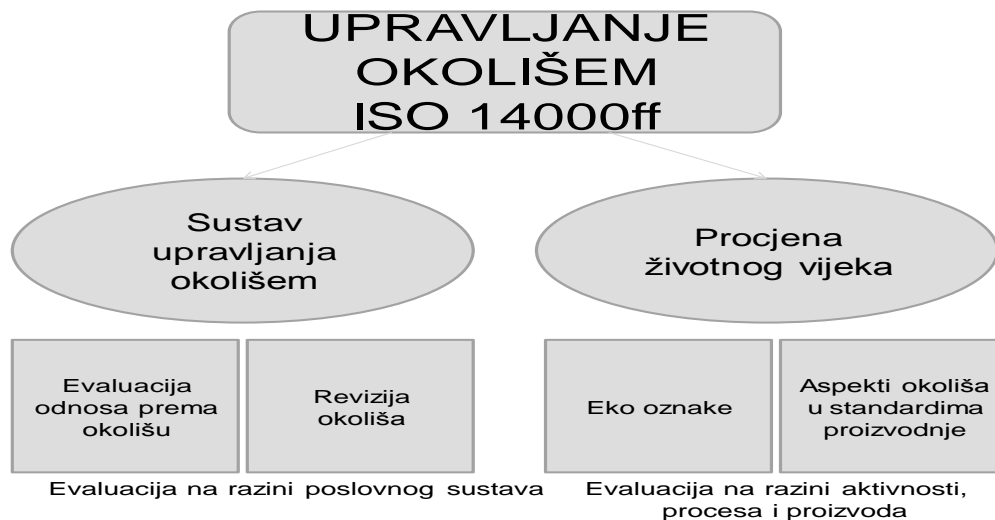 UPRAVLJANJE
OKOLIŠEM
ISO 14000ff
Sustav
upravljanja
okolišem
Procjena
životnog vijeka
Evaluacija
odnosa prema
okolišu
Revizija
okoliša
Eko oznake
Aspekti okoliša
u standardima
proizvodnje
Evaluacija na razini poslovnog sustava
Evaluacija na razini aktivnosti,
procesa i proizvoda